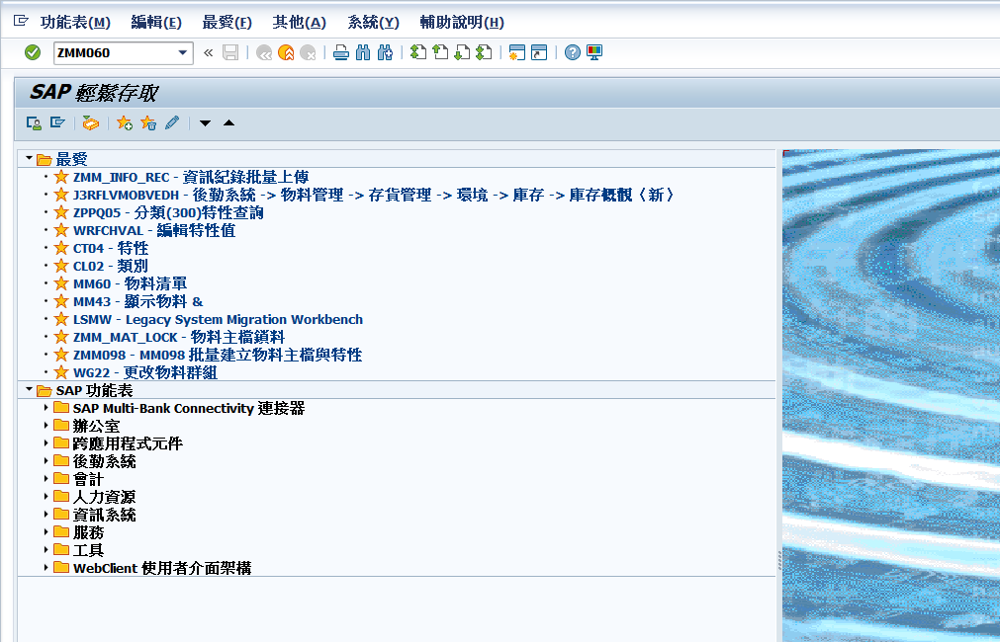 功能表(M) 編輯(E) 最愛(F) 其他(A) 系統(Y) 輔助說明(H)
ZMM060
SAP 輕鬆存取
最愛
ZMM_INFO_REC - 資訊紀錄批量上傳
J3RFLVMOBVEDH - 後勤系統 -> 物料管理 -> 存貨管理 -> 環境 -> 庫存 -> 庫存概觀〈新〉
ZPPQ05 - 分類(300)特性查詢
WRFCHVAL - 編輯特性值
CT04 - 特性
CL02 - 類別
MM60 - 物料清單
MM43 - 顯示物料 &
LSMW - Legacy System Migration Workbench
ZMM_MAT_LOCK - 物料主檔鎖料
ZMM098 - MM098 批量建立物料主檔與特性
WG22 - 更改物料群組
SAP 功能表
SAP Multi-Bank Connectivity 連接器
辦公室
跨應用程式元件
後勤系統
會計
人力資源
資訊系統
服務
工具
WebClient 使用者介面架構